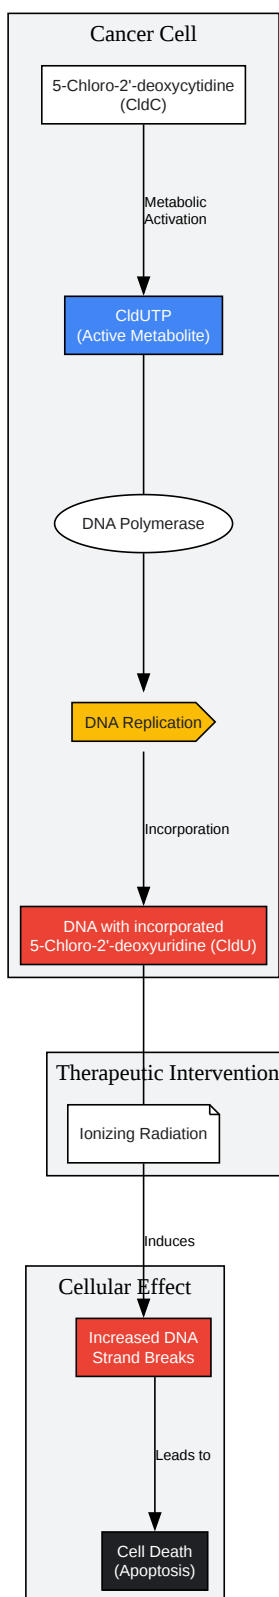 Cancer Cell
5-Chloro-2'-deoxycytidine
(CldC)
Metabolic
Activation
CldUTP
(Active Metabolite)
DNA Polymerase
DNA Replication
Incorporation
DNA with incorporated
5-Chloro-2'-deoxyuridine (CldU)
Therapeutic Intervention
Ionizing Radiation
Induces
Cellular Effect
Increased DNA
Strand Breaks
Leads to
Cell Death
(Apoptosis)